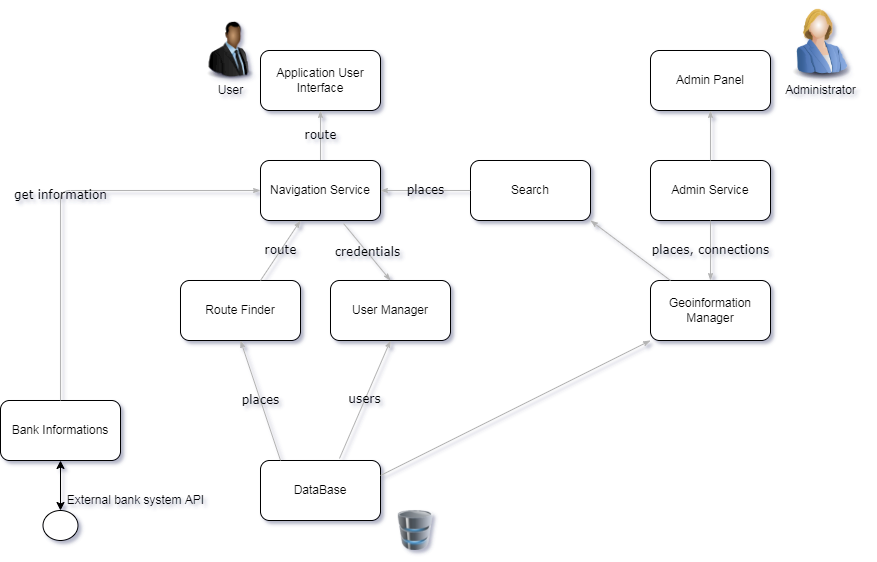 User
Application User
Interface
Admin Panel
Administrator
route
get information
Navigation Service
places
Search
Admin Service
route
credentials
places, connections
Route Finder
User Manager
Geoinformation
Manager
places
users
Bank Informations
DataBase
External bank system API